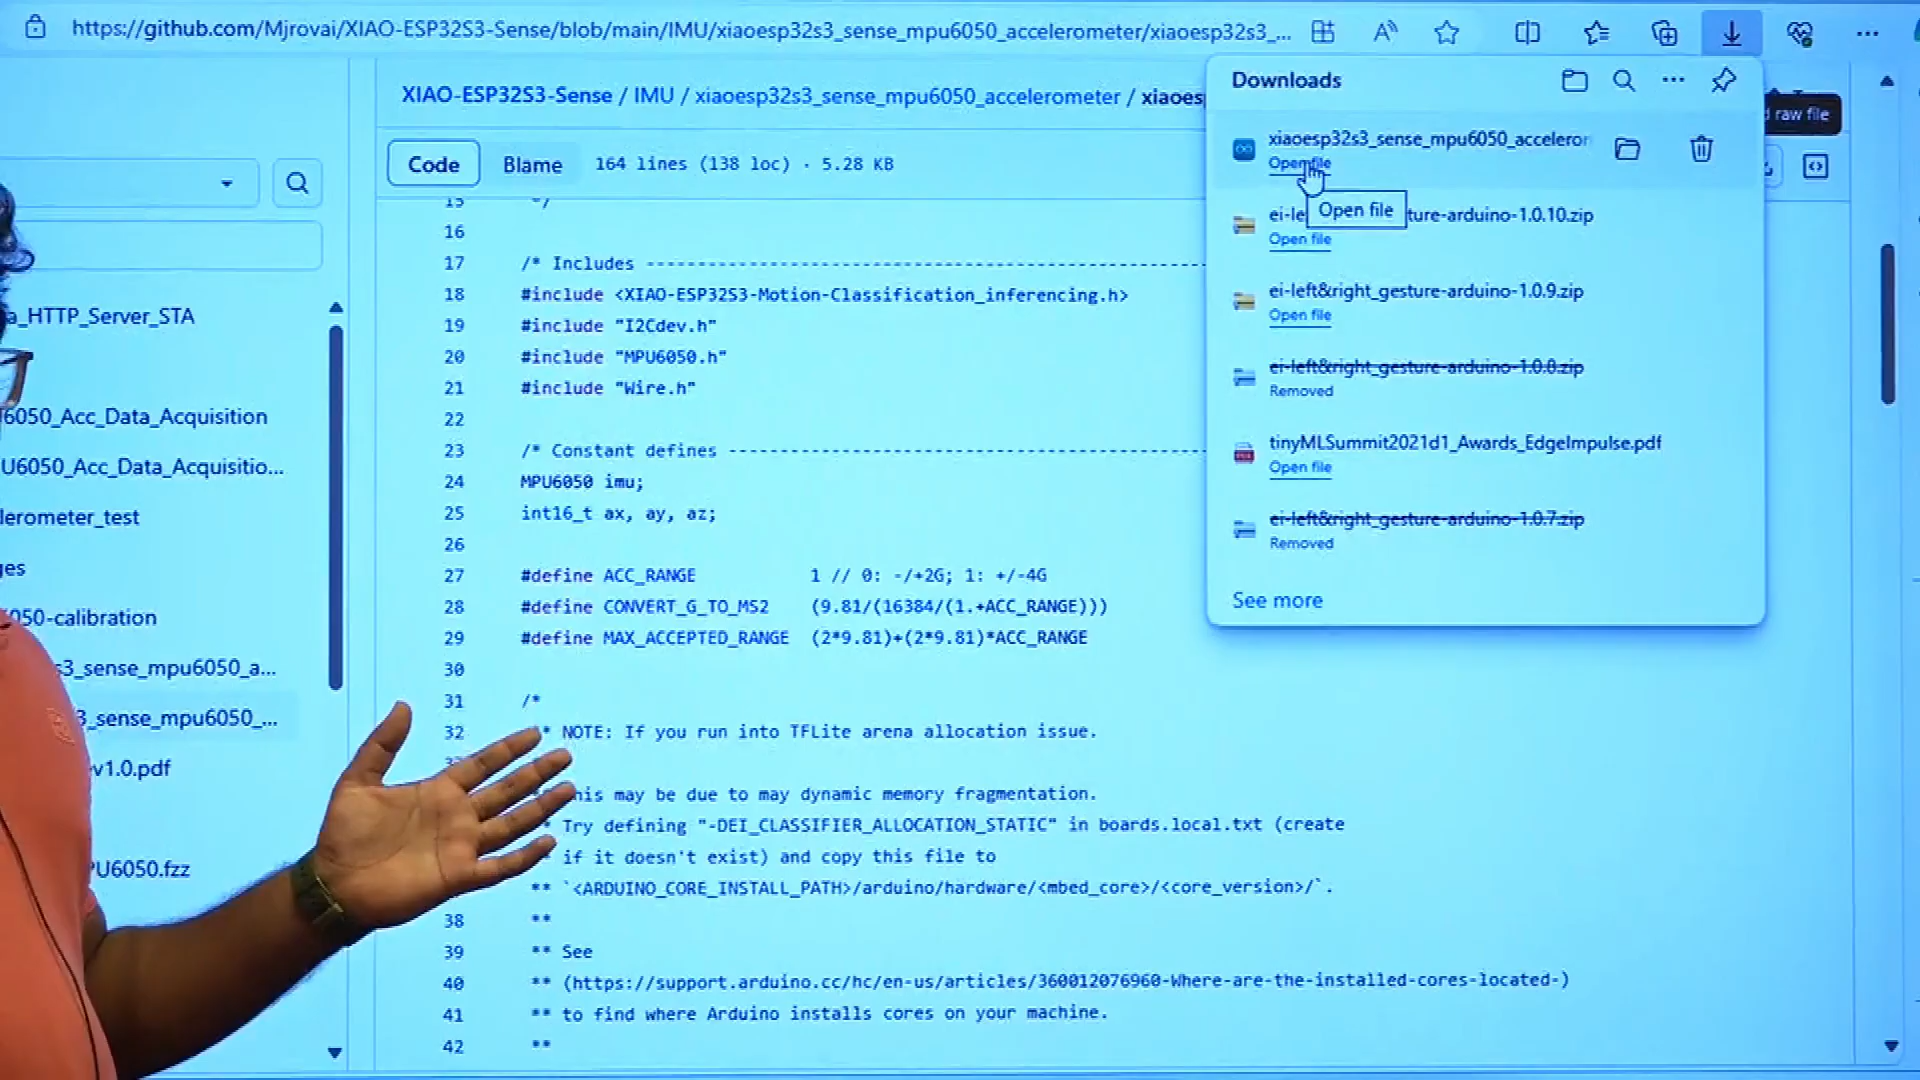 https://github.com/Mjrovai/XIAO-ESP32S3-Sense/blob/main/IMU/xiaoesp32s3_sense_mpu6050_accelerometer/xiaoesp32s3_...
XIAO-ESP32S3-Sense / IMU / xiaoesp32s3_sense_mpu6050_accelerometer / xiaoesp
Code Blame 164 lines (138 loc) · 5.28 KB
a_HTTP_Server_STA
6050_Acc_Data_Acquisition
U6050_Acc_Data_Acquisitio...
lerometer_test
ges
050-calibration
s3_sense_mpu6050_a...
3_sense_mpu6050_...
ev1.0.pdf
PU6050.fzz
15 */
16
17 /* Includes ----------------------------------------------------------------
18 #include <XIAO-ESP32S3-Motion-Classification_inferencing.h>
19 #include "I2Cdev.h"
20 #include "MPU6050.h"
21 #include "Wire.h"
22
23 /* Constant defines --------------------------------------------------------
24 MPU6050 imu;
25 int16_t ax, ay, az;
26
27 #define ACC_RANGE 1 // 0: -/+2G; 1: +/-4G
28 #define CONVERT_G_TO_MS2 (9.81/(16384/(1.+ACC_RANGE)))
29 #define MAX_ACCEPTED_RANGE (2*9.81)+(2*9.81)*ACC_RANGE
30
31 /*
32 * NOTE: If you run into TFLite arena allocation issue.
his may be due to may dynamic memory fragmentation.
* Try defining "-DEI_CLASSIFIER_ALLOCATION_STATIC" in boards.local.txt (create
if it doesn't exist) and copy this file to
** `<ARDUINO_CORE_INSTALL_PATH>/arduino/hardware/<mbed_core>/<core_version>/`.
38 **
39 ** See
40 ** (https://support.arduino.cc/hc/en-us/articles/360012076960-Where-are-the-installed-cores-located-)
41 ** to find where Arduino installs cores on your machine.
42 **
Downloads
d raw file
xiaoesp32s3_sense_mpu6050_acceleror
Open file
Open file
ei-le ture-arduino-1.0.10.zip
Open file
ei-left&right_gesture-arduino-1.0.9.zip
Open file
ei-left&right_gesture-arduino-1.0.8.zip
Removed
tinyMLSummit2021d1_Awards_EdgeImpulse.pdf
Open file
ei-left&right_gesture-arduino-1.0.7.zip
Removed
See more